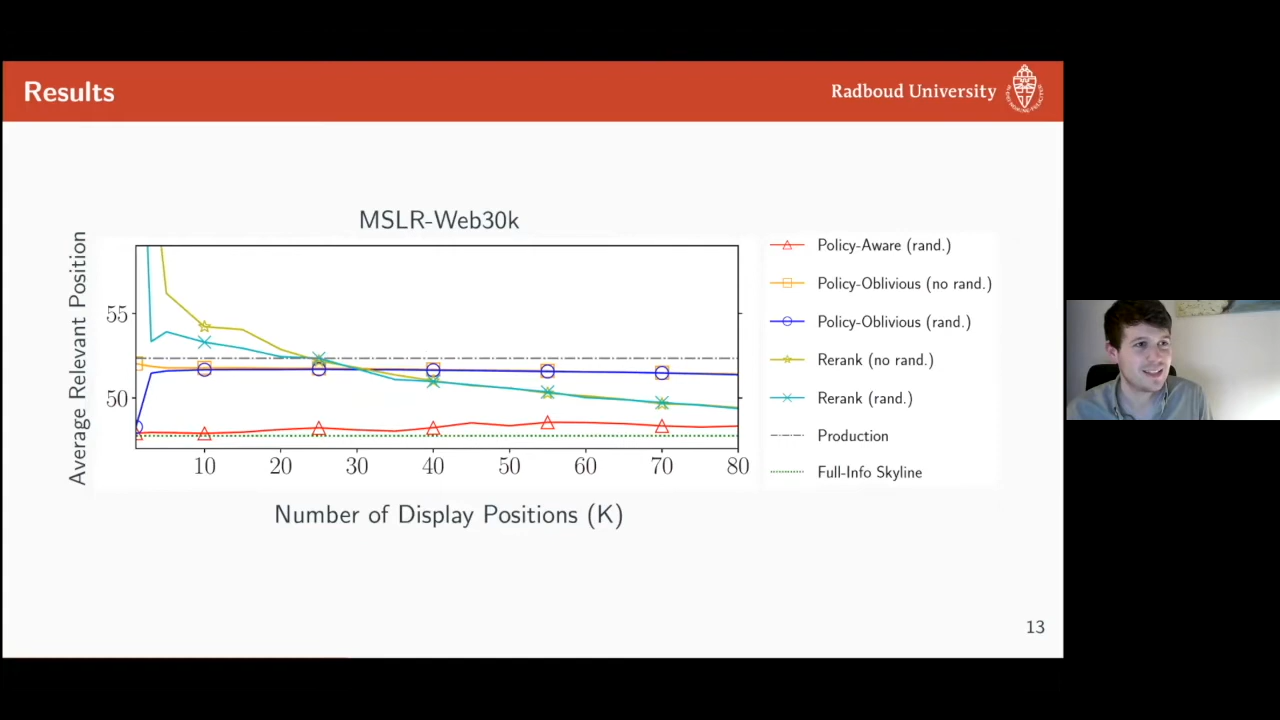 Results
Radboud University
MSLR-Web30k
Average Relevant Position
55
50
10 20 30 40 50 60 70 80
Number of Display Positions (K)
Policy-Aware (rand.)
Policy-Oblivious (no rand.)
Policy-Oblivious (rand.)
Rerank (no rand.)
Rerank (rand.)
Production
Full-Info Skyline
13